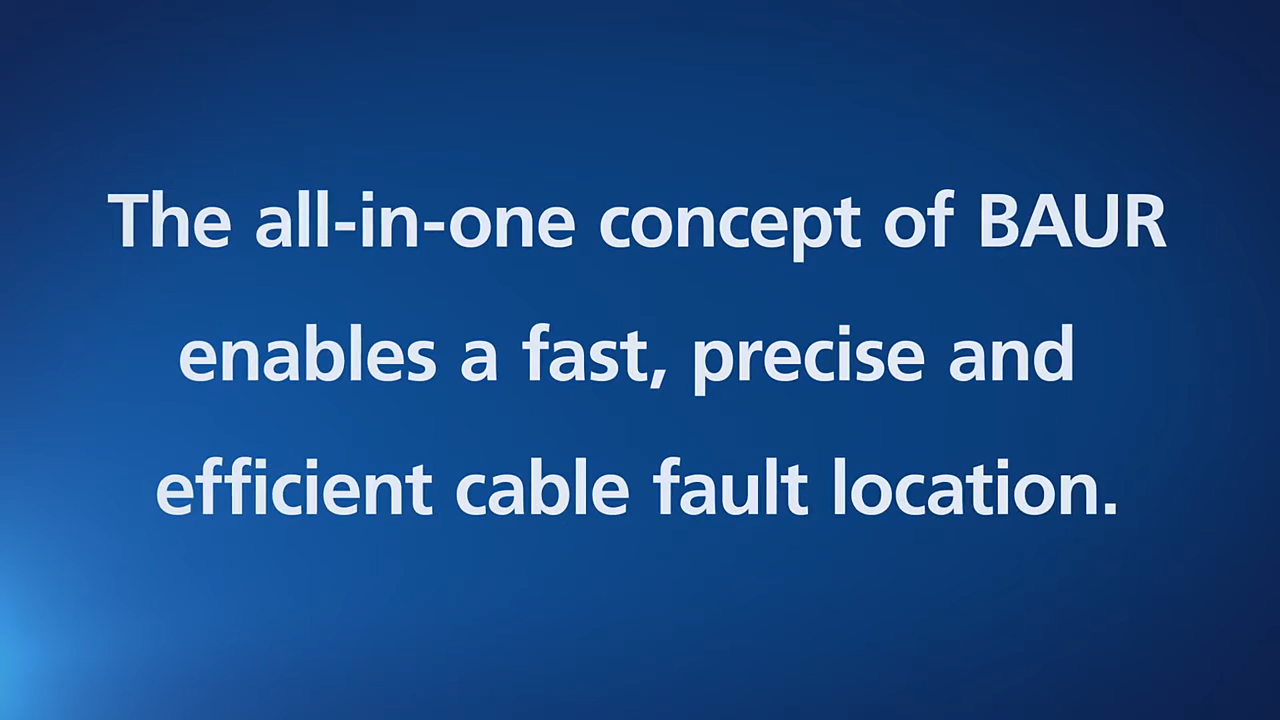 The all-in-one concept of BAUR
enables a fast, precise and
efficient cable fault location.